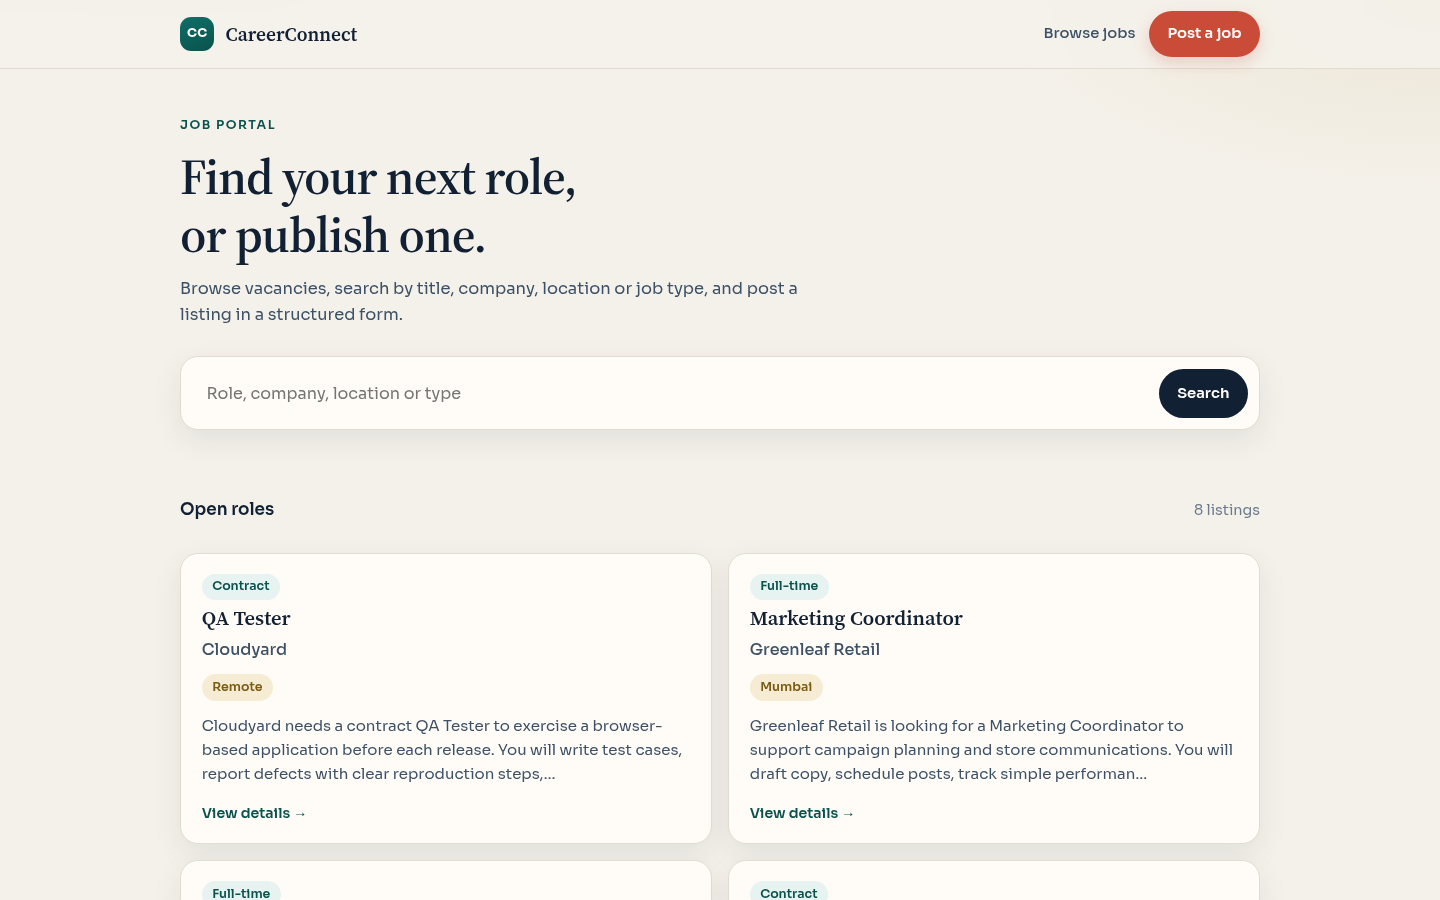 CC CareerConnect Browse jobs Post a job
JOB PORTAL
Find your next role,
or publish one.
Browse vacancies, search by title, company, location or job type, and post a
listing in a structured form.
Role, company, location or type Search
Open roles 8 listings
Contract
QA Tester
Cloudyard
Remote
Cloudyard needs a contract QA Tester to exercise a browser-
based application before each release. You will write test cases,
report defects with clear reproduction steps,...
View details →
Full-time
Marketing Coordinator
Greenleaf Retail
Mumbai
Greenleaf Retail is looking for a Marketing Coordinator to
support campaign planning and store communications. You will
draft copy, schedule posts, track simple performan...
View details →
Full-time
Contract